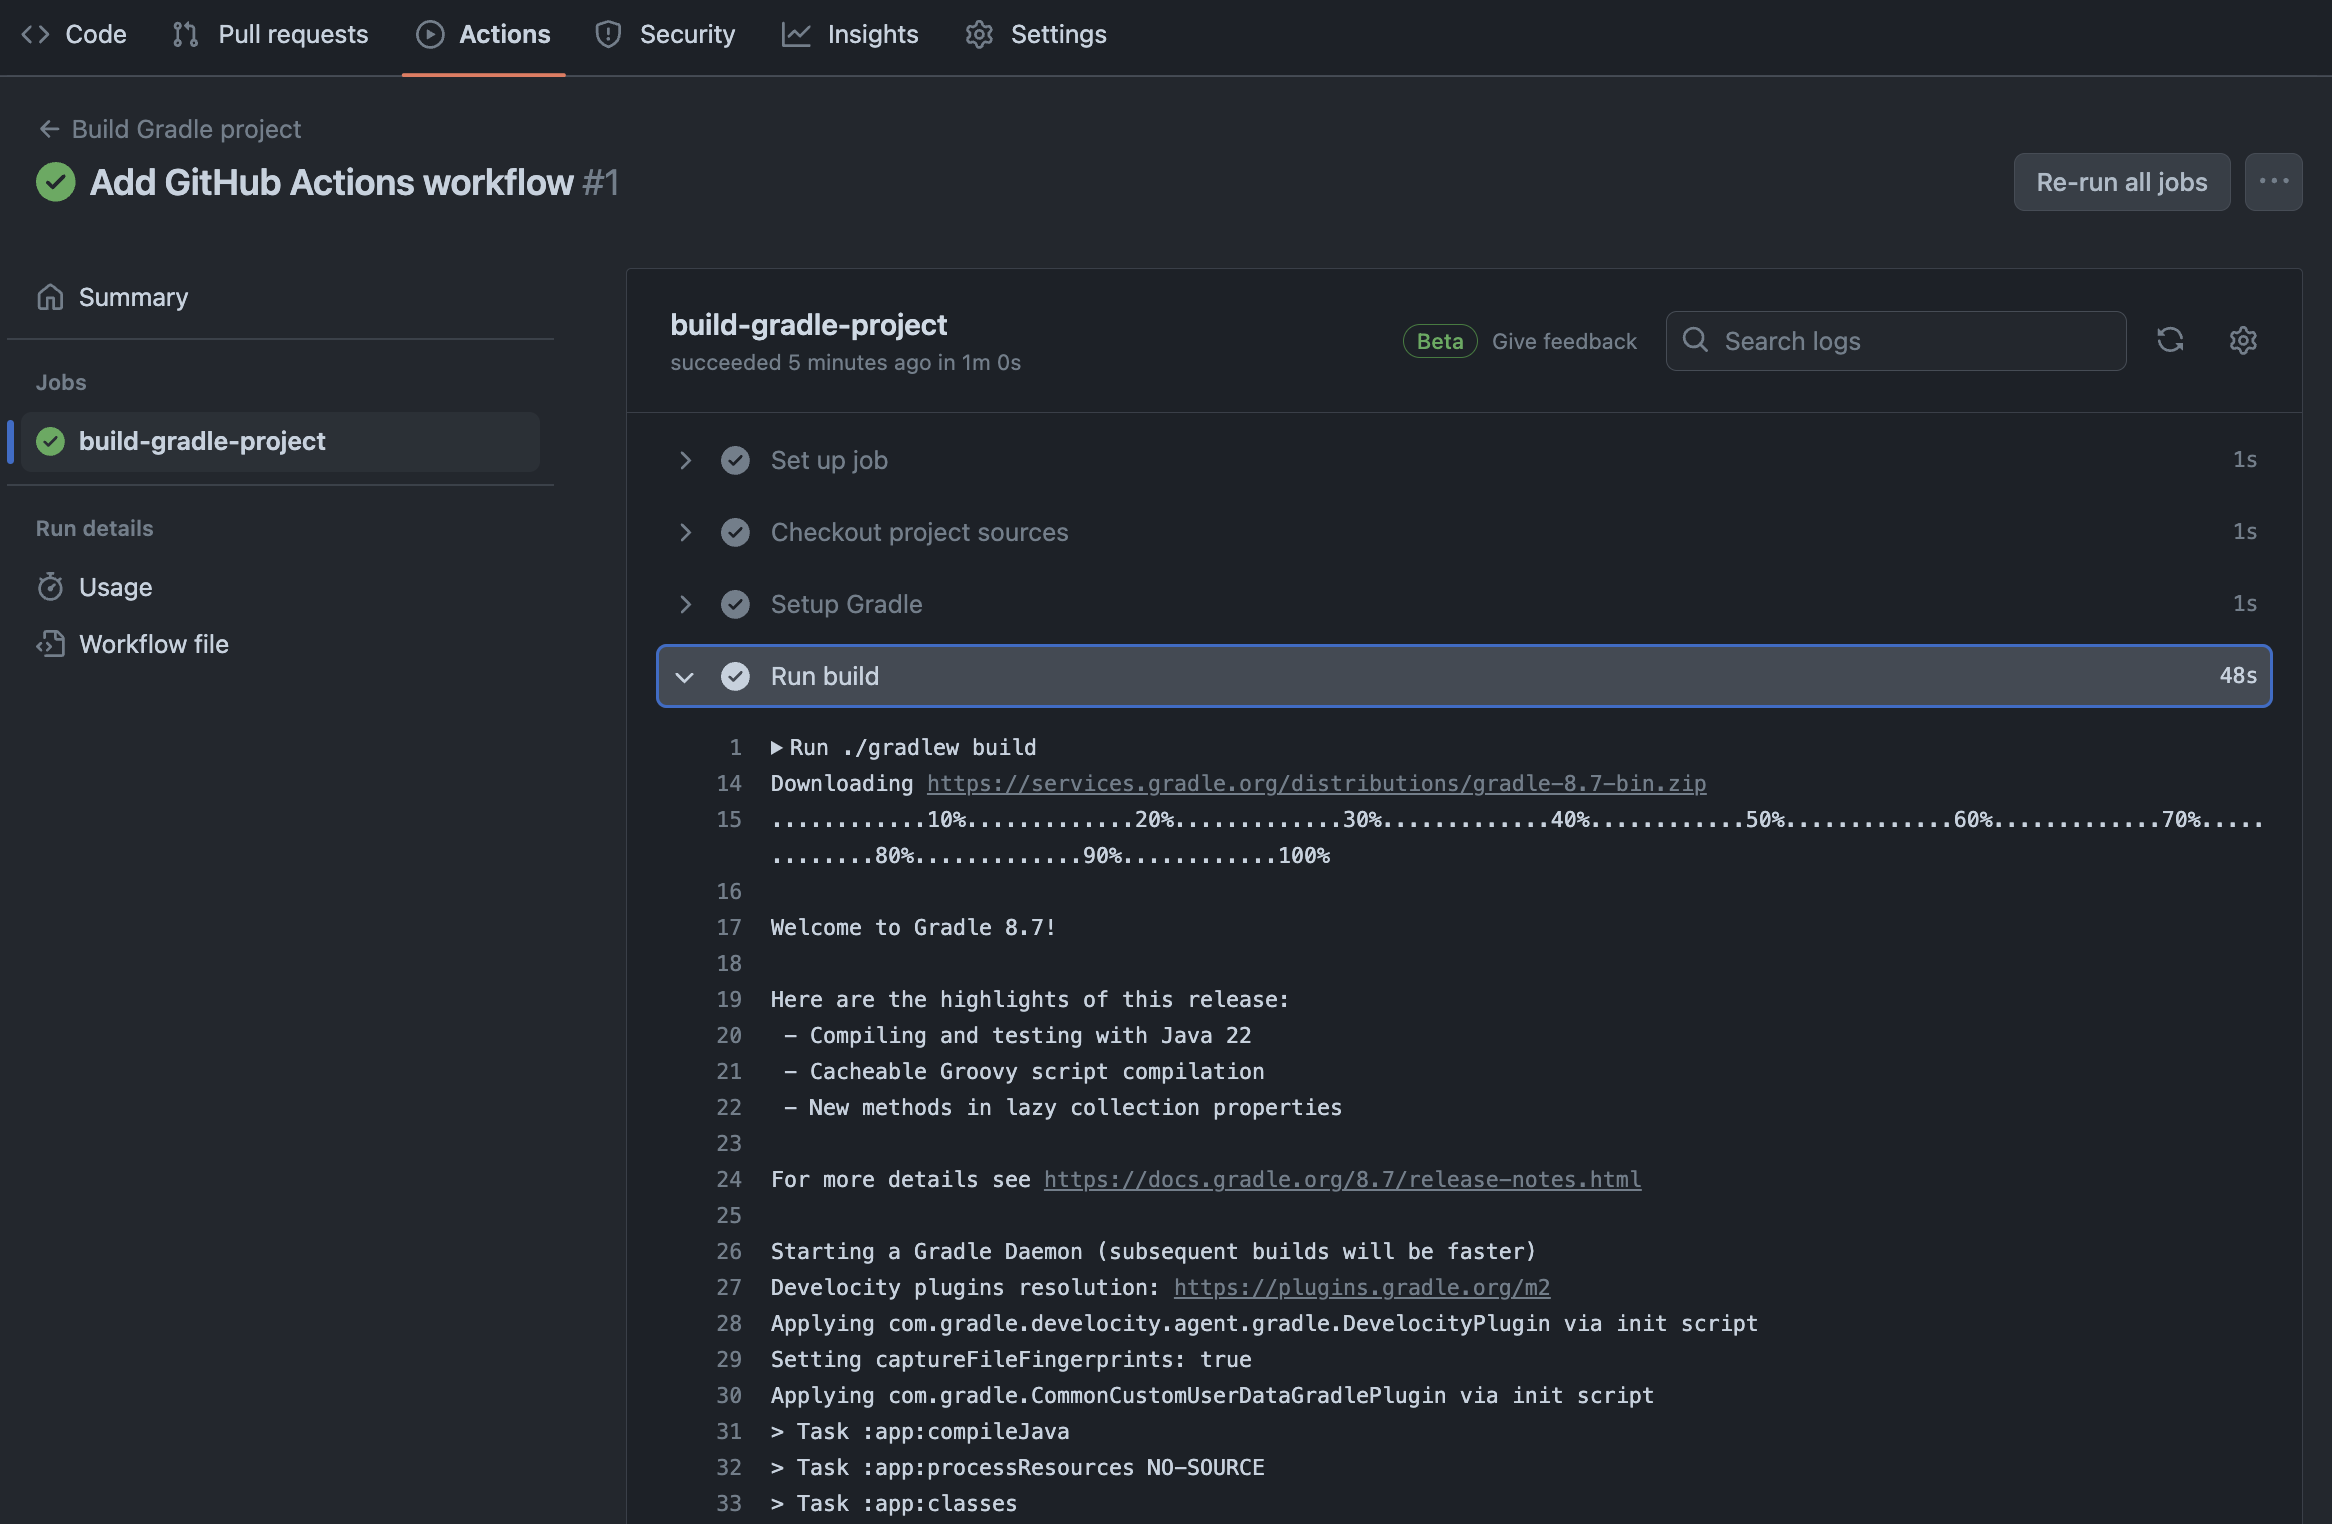 Code Pull requests Actions Security Insights Settings
← Build Gradle project
Add GitHub Actions workflow #1
Re-run all jobs ...
Summary
Jobs
build-gradle-project
Run details
Usage
Workflow file
build-gradle-project
succeeded 5 minutes ago in 1m 0s
Beta Give feedback Search logs
Set up job 1s
Checkout project sources 1s
Setup Gradle 1s
Run build 48s
1 ▶Run ./gradlew build
14 Downloading https://services.gradle.org/distributions/gradle-8.7-bin.zip
15 ............10%.............20%.............30%.............40%............50%.............60%.............70%.....
........80%.............90%............100%
16
17 Welcome to Gradle 8.7!
18
19 Here are the highlights of this release:
20 - Compiling and testing with Java 22
21 - Cacheable Groovy script compilation
22 - New methods in lazy collection properties
23
24 For more details see https://docs.gradle.org/8.7/release-notes.html
25
26 Starting a Gradle Daemon (subsequent builds will be faster)
27 Develocity plugins resolution: https://plugins.gradle.org/m2
28 Applying com.gradle.develocity.agent.gradle.DevelocityPlugin via init script
29 Setting captureFileFingerprints: true
30 Applying com.gradle.CommonCustomUserDataGradlePlugin via init script
31 > Task :app:compileJava
32 > Task :app:processResources NO-SOURCE
33 > Task :app:classes